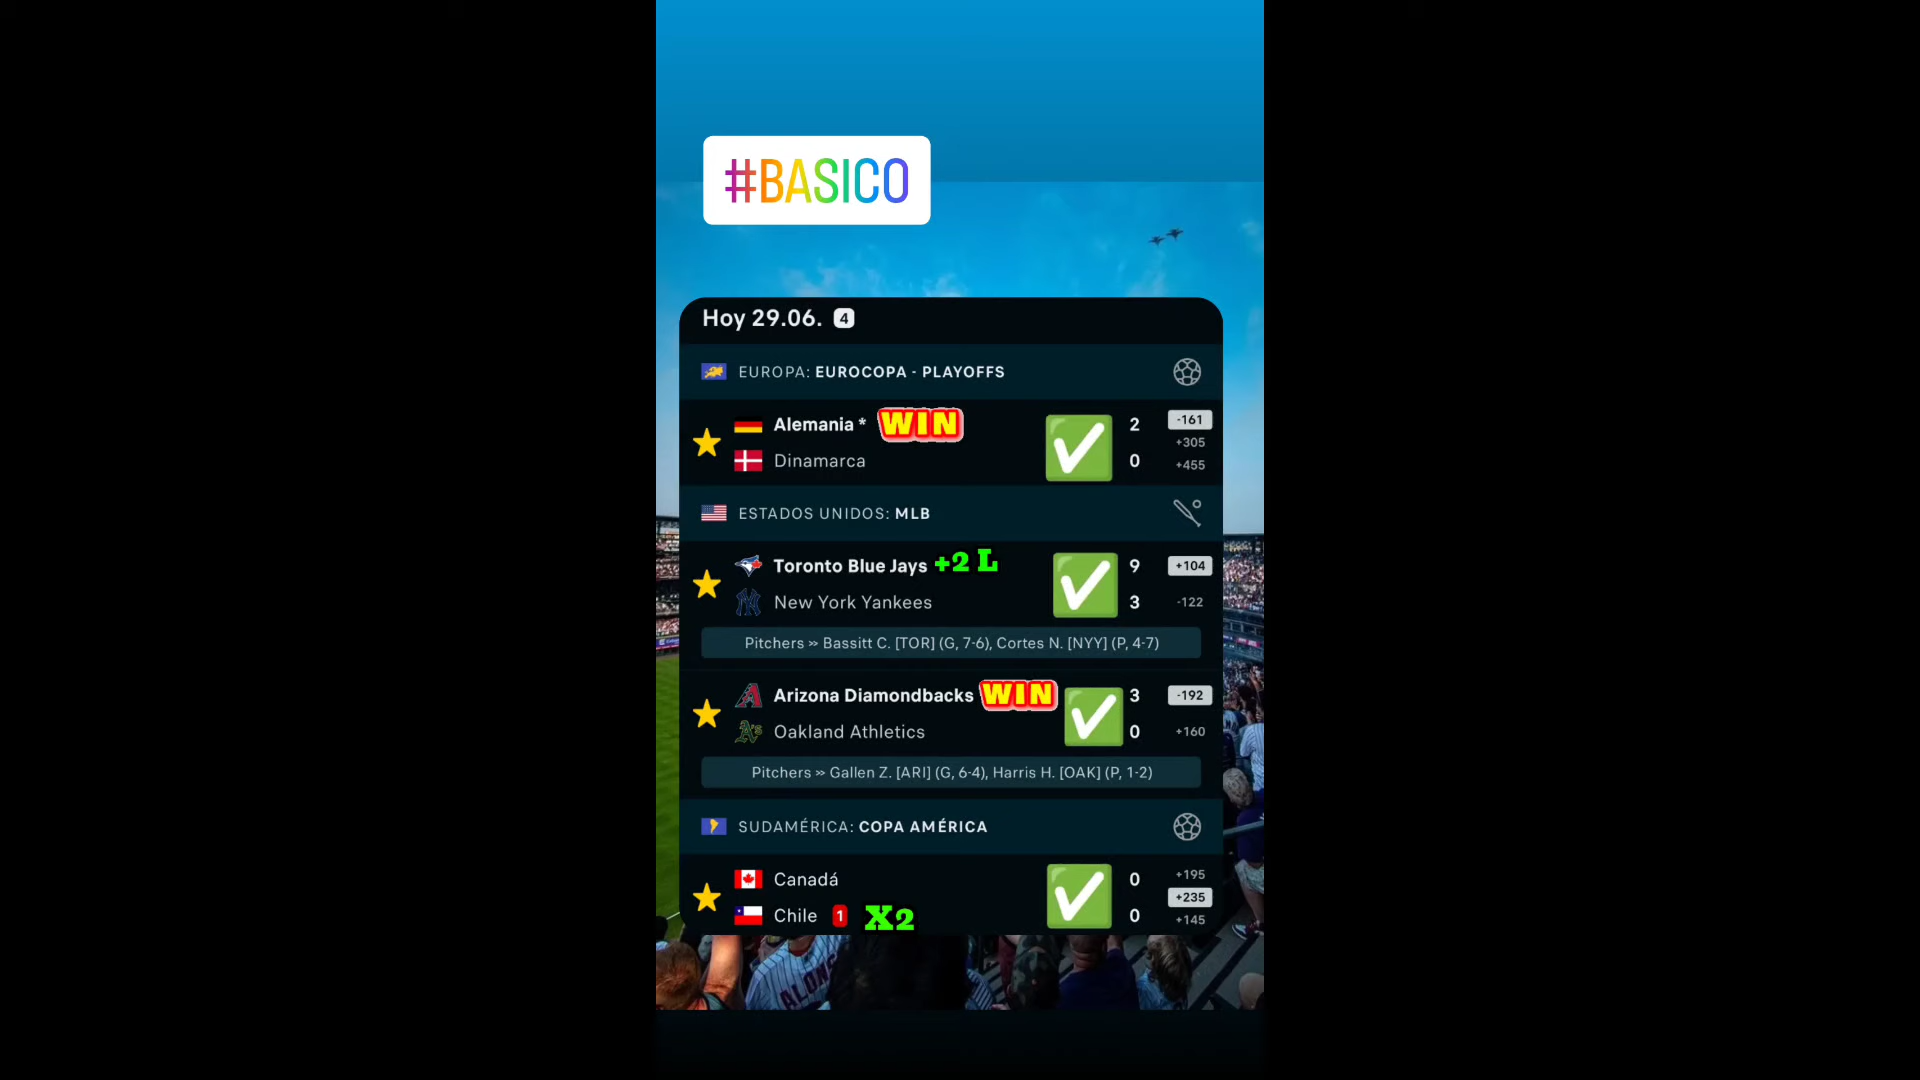 #BASICO
Hoy 29.06. 4
EUROPA: EUROCOPA - PLAYOFFS
Alemania * WIN 2 -161
+305
Dinamarca 0 +455
ESTADOS UNIDOS: MLB
Toronto Blue Jays +2 L 9 +104
New York Yankees 3 -122
Pitchers » Bassitt C. [TOR] (G, 7-6), Cortes N. [NYY] (P, 4-7)
Arizona Diamondbacks WIN 3 -192
Oakland Athletics 0 +160
Pitchers » Gallen Z. [ARI] (G, 6-4), Harris H. [OAK] (P, 1-2)
SUDAMÉRICA: COPA AMÉRICA
Canadá 0 +195
+235
Chile 1 X2 0 +145
ALONS